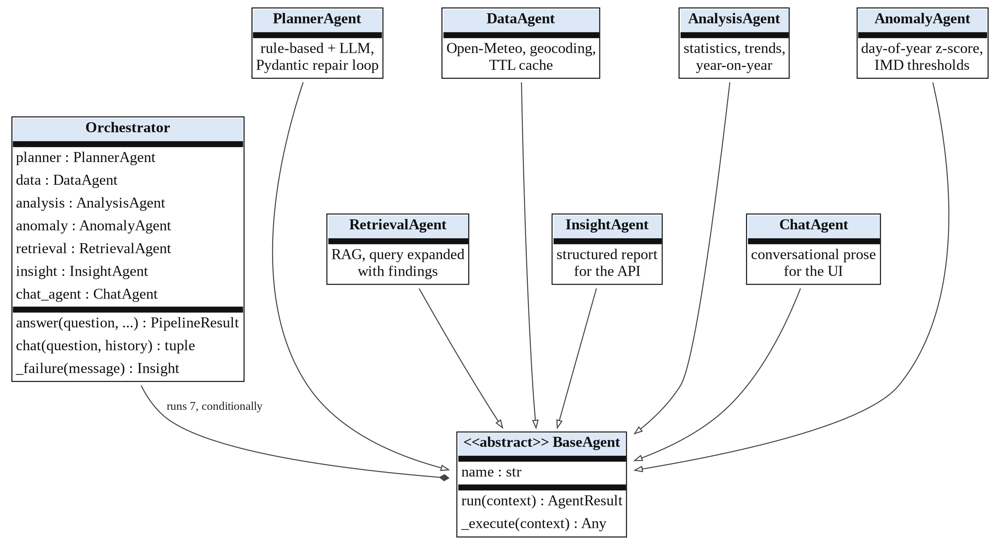 PlannerAgent
rule-based + LLM,
Pydantic repair loop
DataAgent
Open-Meteo, geocoding,
TTL cache
AnalysisAgent
statistics, trends,
year-on-year
AnomalyAgent
day-of-year z-score,
IMD thresholds
Orchestrator
planner : PlannerAgent
data : DataAgent
analysis : AnalysisAgent
anomaly : AnomalyAgent
retrieval : RetrievalAgent
insight : InsightAgent
chat_agent : ChatAgent
answer(question, ...) : PipelineResult
chat(question, history) : tuple
_failure(message) : Insight
RetrievalAgent
RAG, query expanded
with findings
InsightAgent
structured report
for the API
ChatAgent
conversational prose
for the UI
runs 7, conditionally
<<abstract>> BaseAgent
name : str
run(context) : AgentResult
_execute(context) : Any